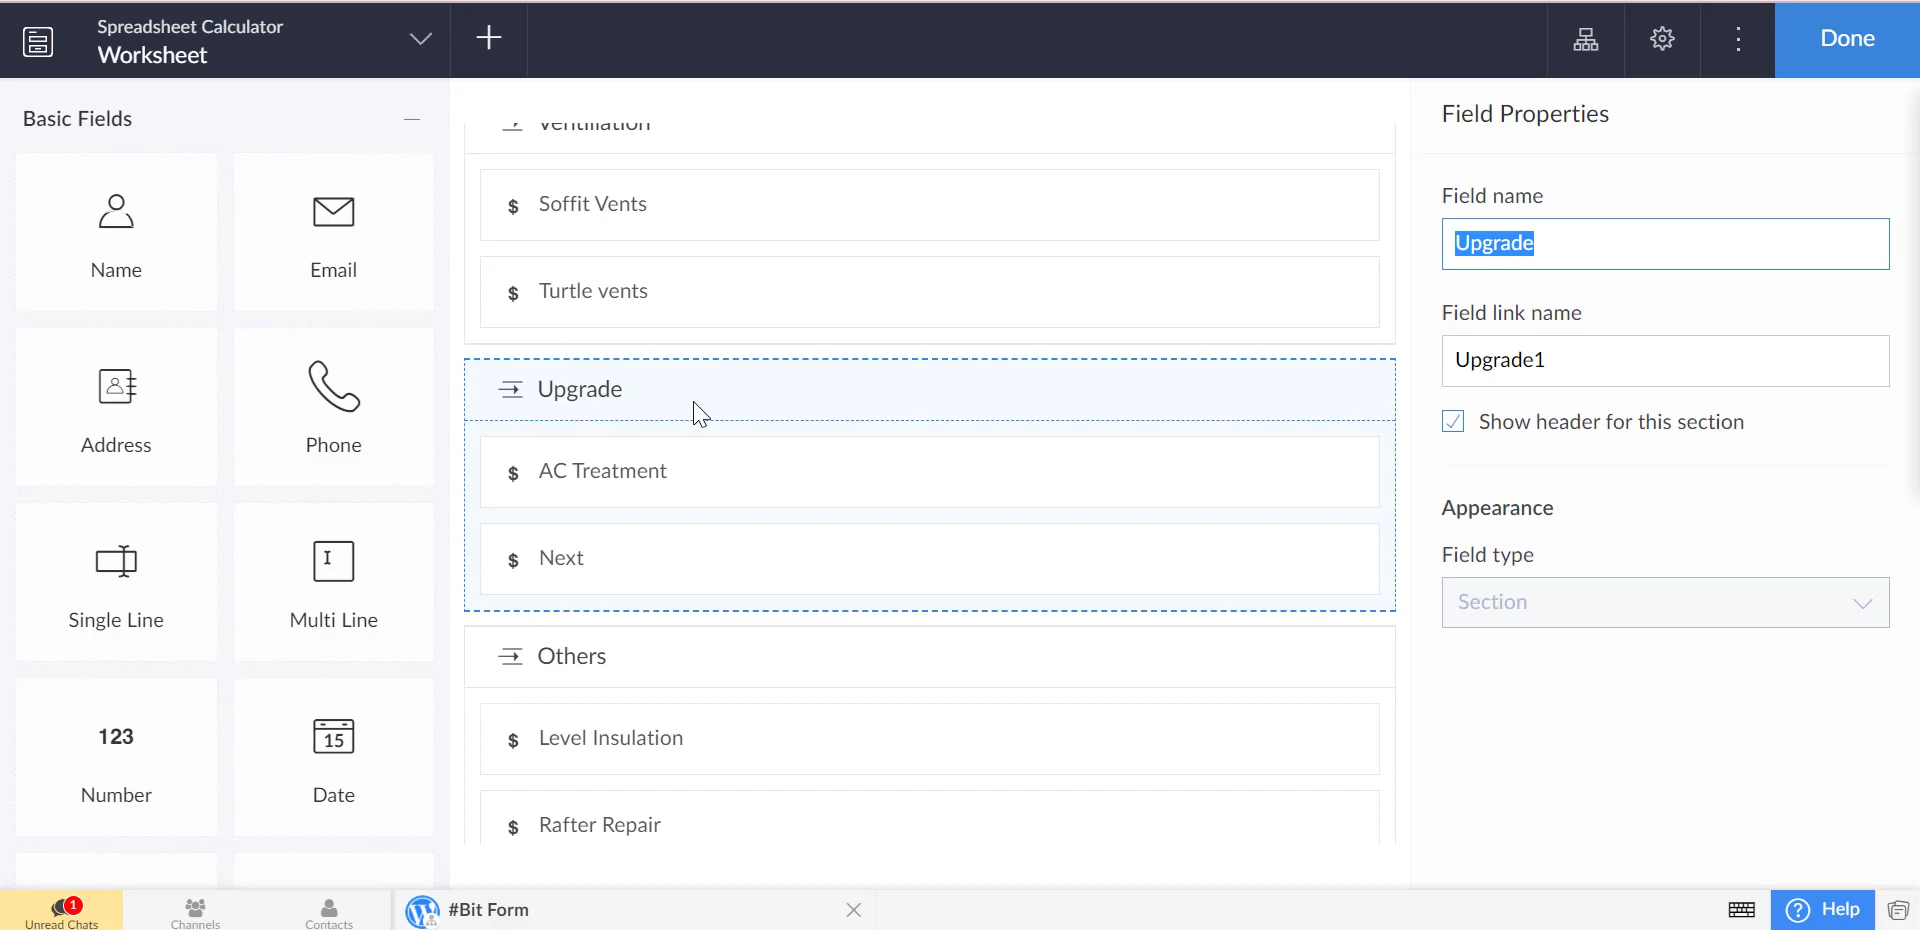 Spreadsheet Calculator
Worksheet
Done
Basic Fields
Name
Email
Address
Phone
Single Line
Multi Line
123
Number
15
Date
Ventillation
$ Soffit Vents
$ Turtle vents
Upgrade
$ AC Treatment
$ Next
Others
$ Level Insulation
$ Rafter Repair
Field Properties
Field name
Upgrade
Field link name
Upgrade1
Show header for this section
Appearance
Field type
Section
1
Unread Chats
Channels
Contacts
#Bit Form
? Help